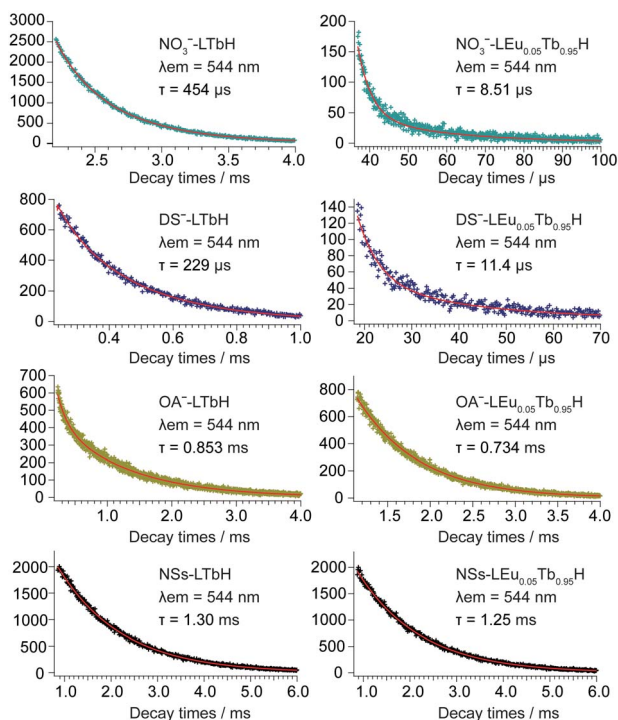 3000
2500
2000
1500
1000
500
0
NO₃⁻-LTbH
λem = 544 nm
τ = 454 µs
2.5 3.0 3.5 4.0
Decay times / ms
200
150
100
50
0
NO₃⁻-LEu₀.₀₅Tb₀.₉₅H
λem = 544 nm
τ = 8.51 µs
40 50 60 70 80 90 100
Decay times / µs
800
600
400
200
0
DS⁻-LTbH
λem = 544 nm
τ = 229 µs
0.4 0.6 0.8 1.0
Decay times / ms
140
120
100
80
60
40
20
0
DS⁻-LEu₀.₀₅Tb₀.₉₅H
λem = 544 nm
τ = 11.4 µs
20 30 40 50 60 70
Decay times / µs
700
600
500
400
300
200
100
0
OA⁻-LTbH
λem = 544 nm
τ = 0.853 ms
1.0 2.0 3.0 4.0
Decay times / ms
800
600
400
200
0
OA⁻-LEu₀.₀₅Tb₀.₉₅H
λem = 544 nm
τ = 0.734 ms
1.5 2.0 2.5 3.0 3.5 4.0
Decay times / ms
2000
1500
1000
500
0
NSs-LTbH
λem = 544 nm
τ = 1.30 ms
1.0 2.0 3.0 4.0 5.0 6.0
Decay times / ms
2000
1500
1000
500
0
NSs-LEu₀.₀₅Tb₀.₉₅H
λem = 544 nm
τ = 1.25 ms
1.0 2.0 3.0 4.0 5.0 6.0
Decay times / ms